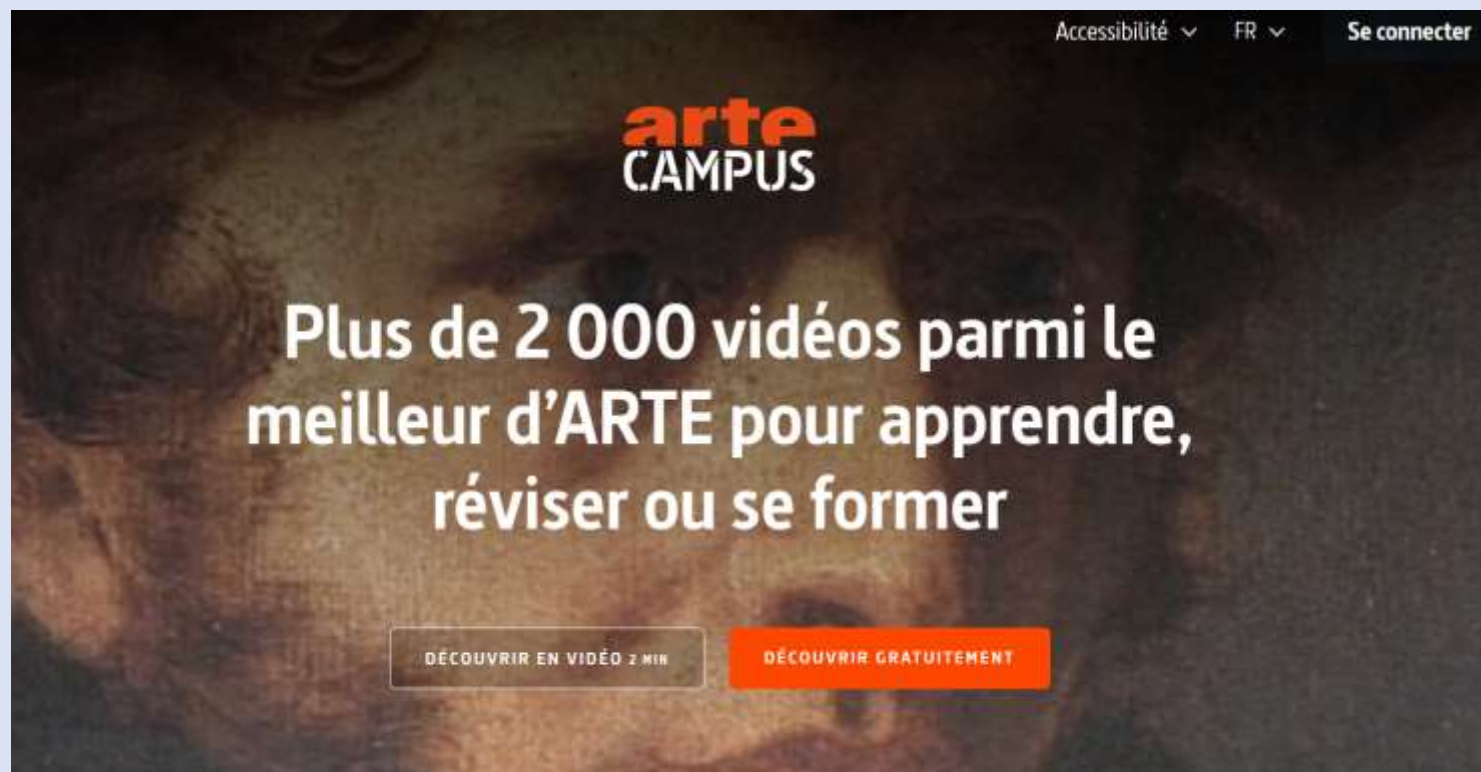 Accessibilité FR Se connecter
arte
CAMPUS
Plus de 2 000 vidéos parmi le
meilleur d'ARTE pour apprendre,
réviser ou se former
DÉCOUVRIR EN VIDÉO 2 MIN DÉCOUVRIR GRATUITEMENT